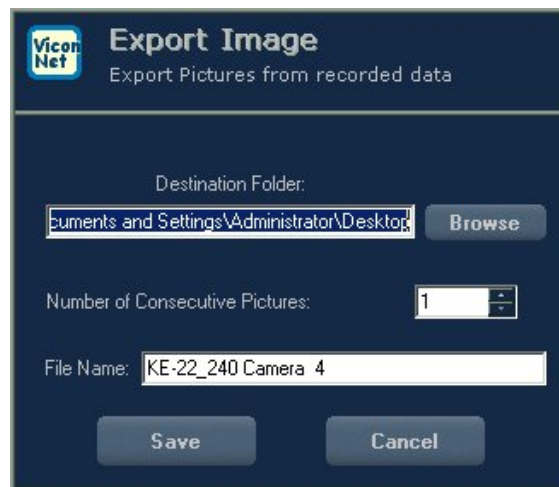 Vicon
Net
Export Image
Export Pictures from recorded data
Destination Folder:
cuments and Settings\Administrator\Desktop
Browse
Number of Consecutive Pictures:
1
File Name:
KE-22_240 Camera 4
Save
Cancel